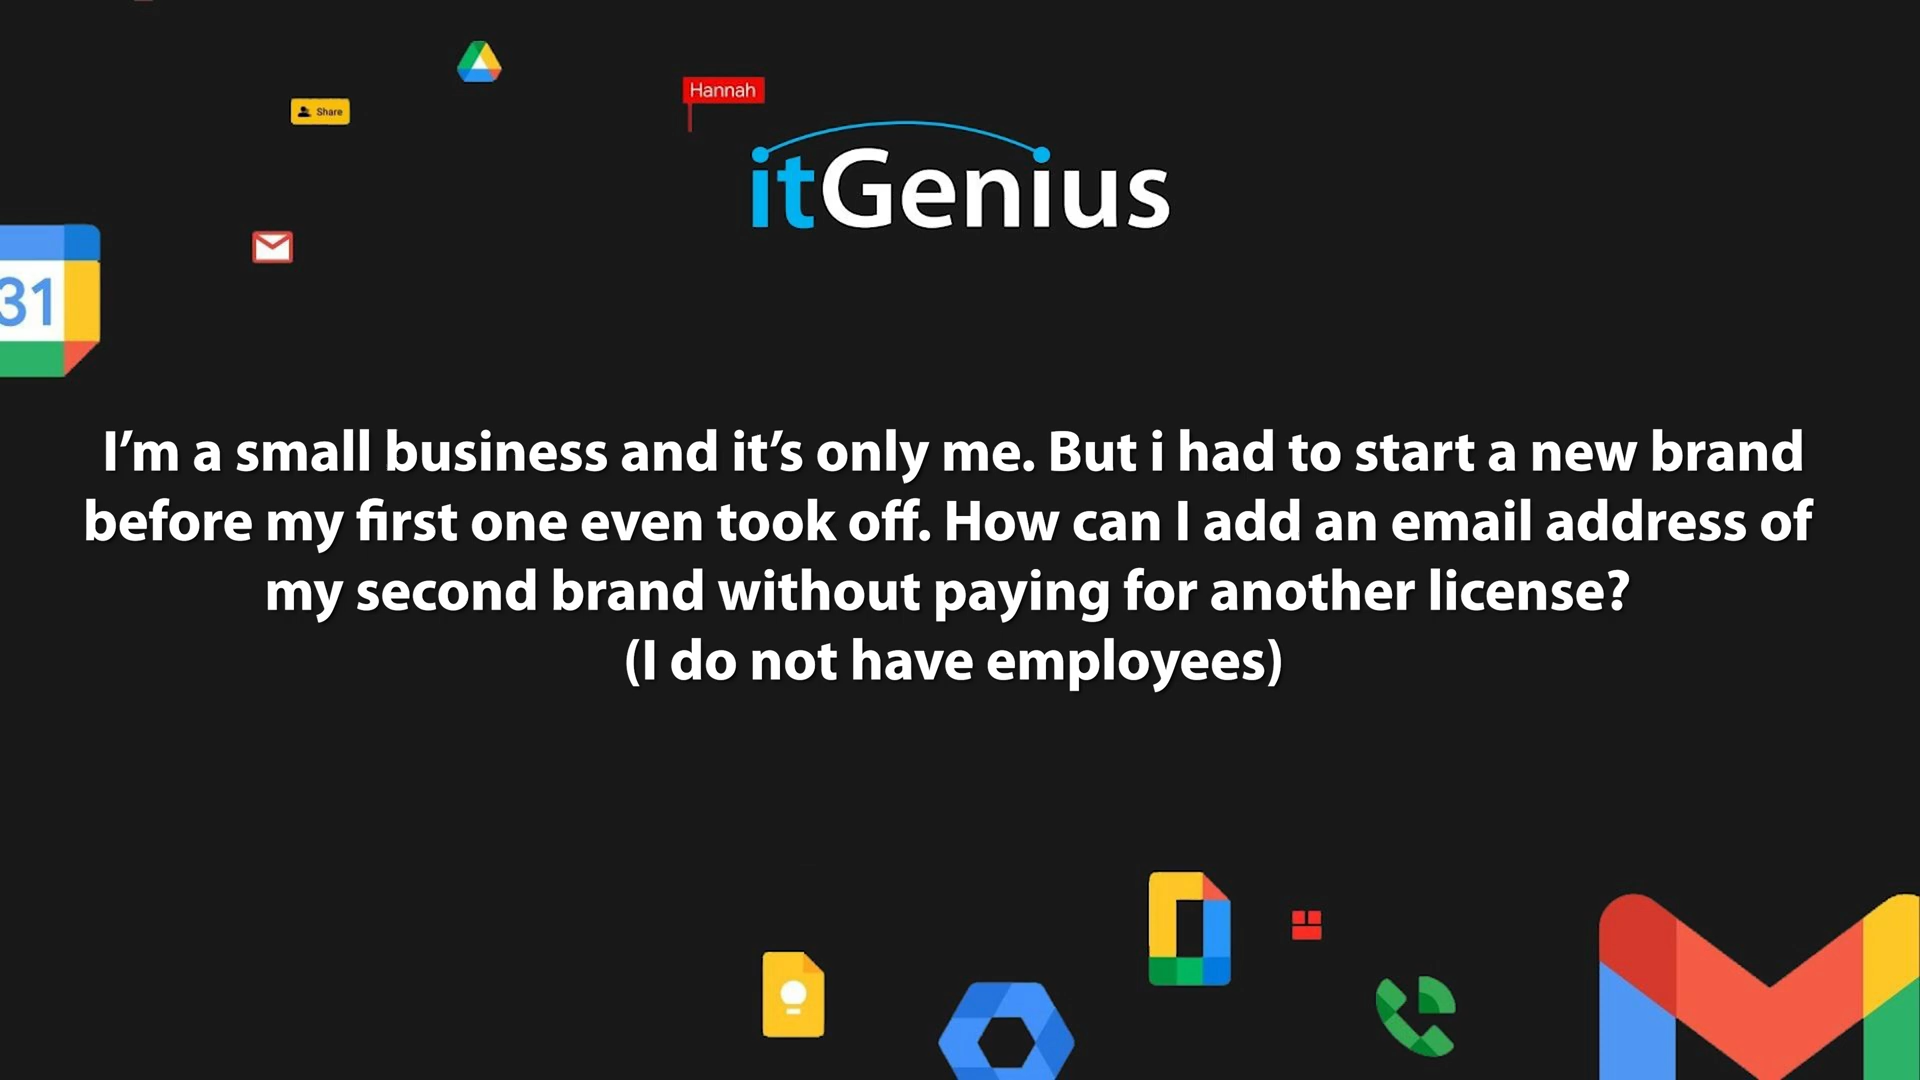 Hannah
Share
itGenius
31
I’m a small business and it’s only me. But i had to start a new brand
before my first one even took off. How can I add an email address of
my second brand without paying for another license?
(I do not have employees)